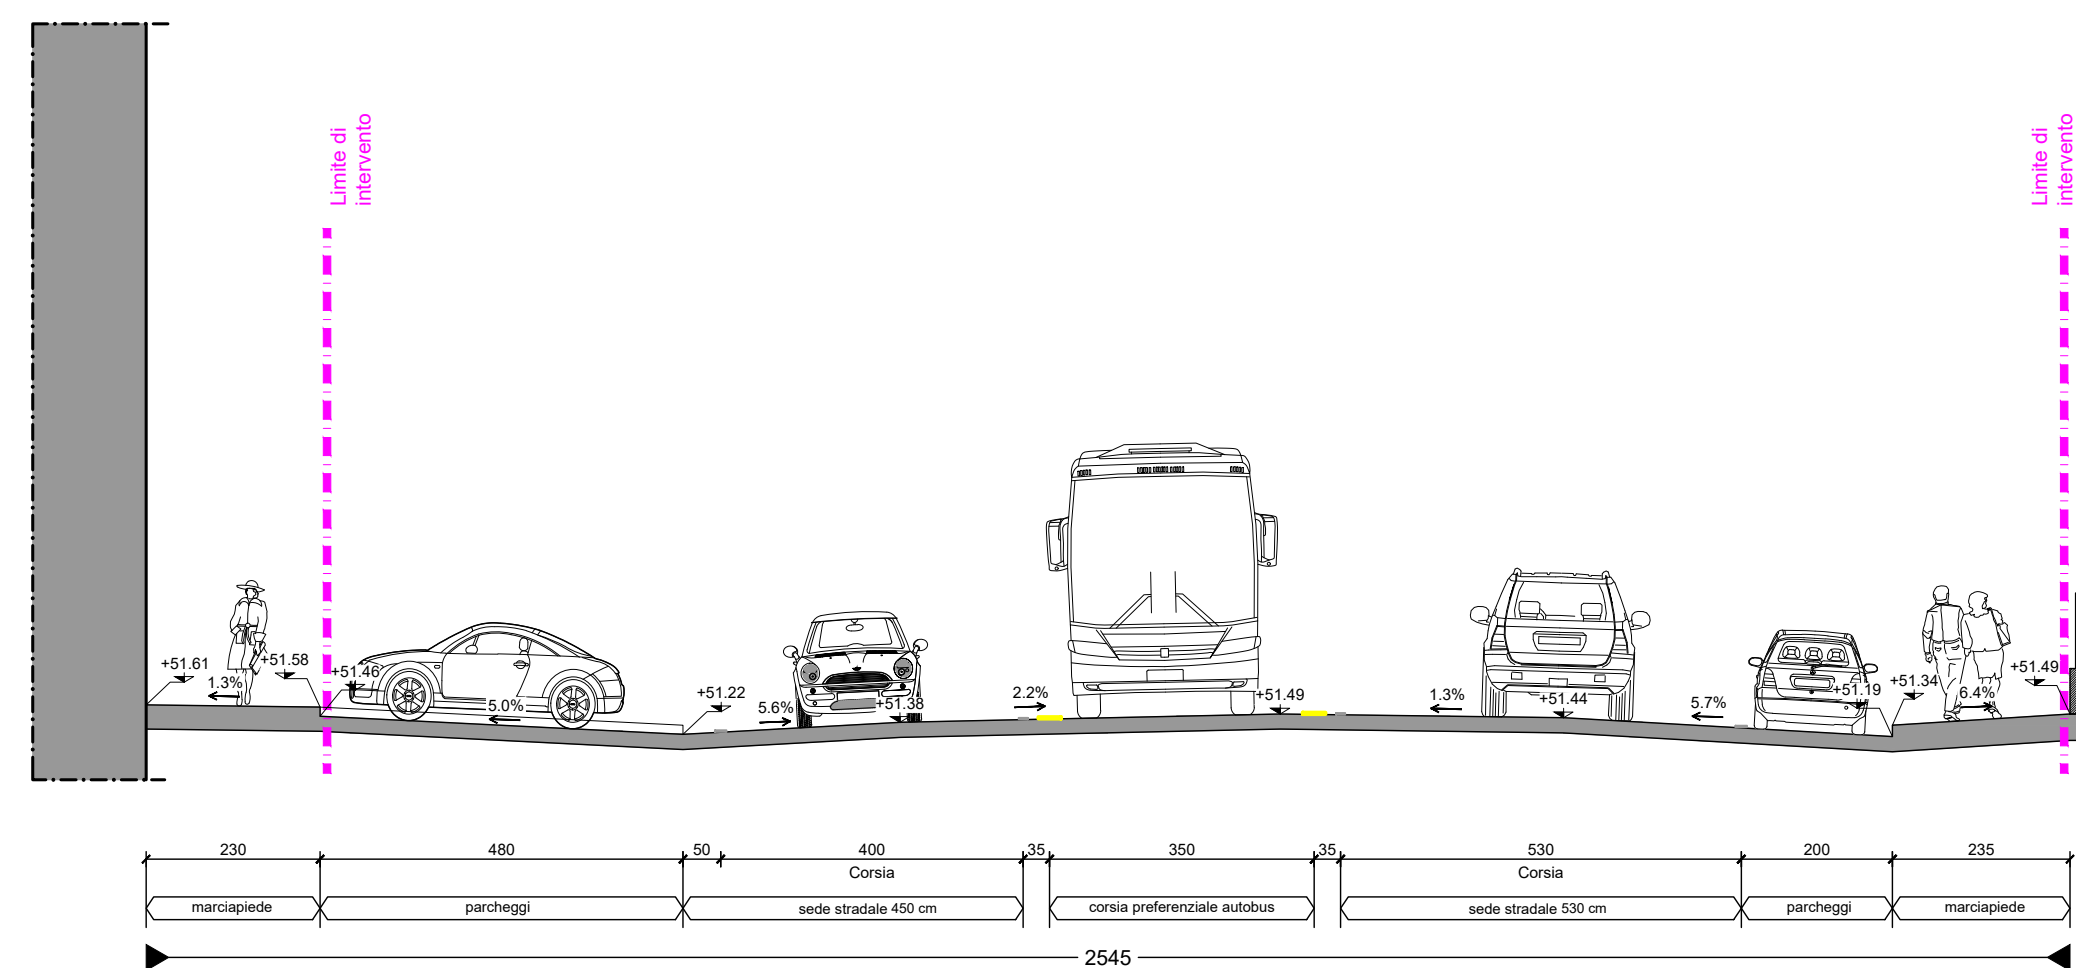 Limite di
intervento
Limite di
intervento
+51.61
1.3%
+51.58
+51.46
5.0%
+51.22
5.6%
+51.38
2.2%
+51.49
1.3%
+51.44
5.7%
+51.19
+51.34
6.4%
+51.49
230
480
50
400
35
350
35
530
200
235
Corsia
Corsia
marciapiede
parcheggi
sede stradale 450 cm
corsia preferenziale autobus
sede stradale 530 cm
parcheggi
marciapiede
2545